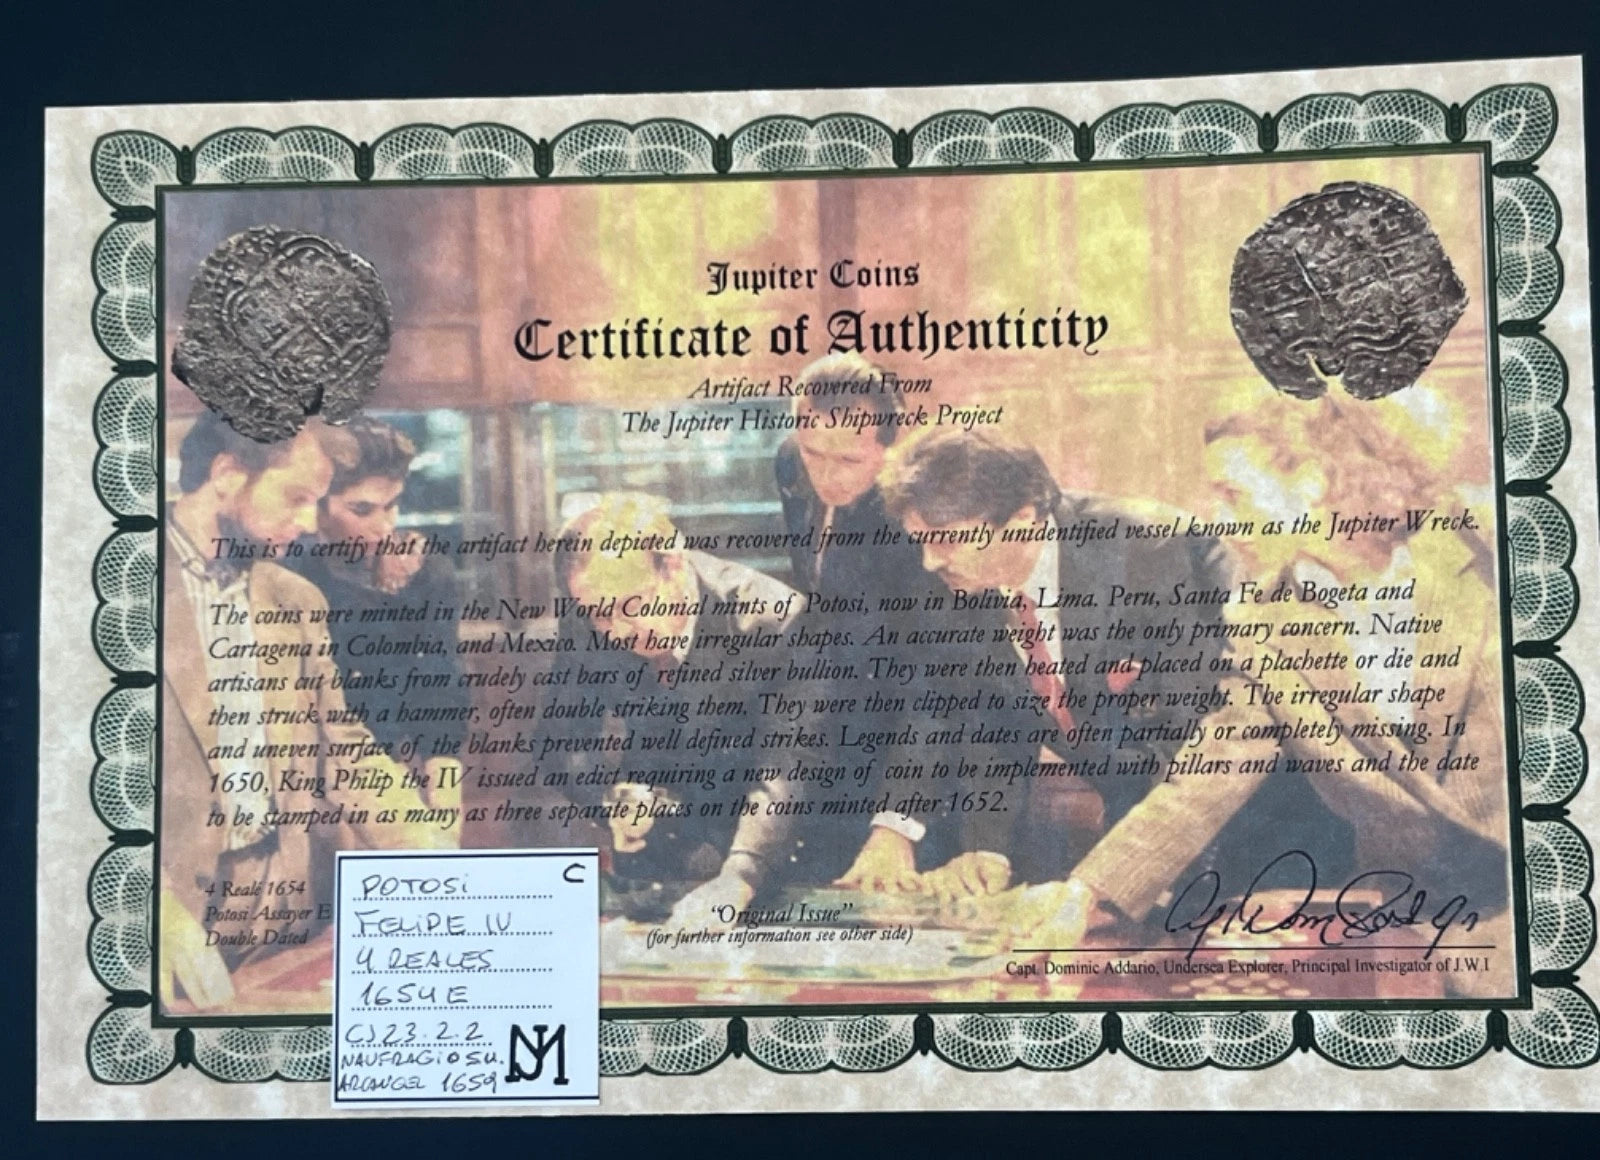 Jupiter Coins
Certificate of Authenticity
Artifact Recovered From
The Jupiter Historic Shipwreck Project
This is to certify that the artifact herein depicted was recovered from the currently unidentified vessel known as the Jupiter Wreck.
The coins were minted in the New World Colonial mints of Potosi, now in Bolivia, Lima. Peru, Santa Fe de Bogeta and
Cartagena in Colombia, and Mexico. Most have irregular shapes. An accurate weight was the only primary concern. Native
artisans cut blanks from crudely cast bars of refined silver bullion. They were then heated and placed on a plachette or die and
then struck with a hammer, often double striking them. They were then clipped to size the proper weight. The irregular shape
and uneven surface of the blanks prevented well defined strikes. Legends and dates are often partially or completely missing. In
1650, King Philip the IV issued an edict requiring a new design of coin to be implemented with pillars and waves and the date
to be stamped in as many as three separate places on the coins minted after 1652.
4 Reale 1654
Potosi Assayer E
Double Dated
"Original Issue"
(for further information see other side)
Capt. Dominic Addario, Undersea Explorer, Principal Investigator of J.W.I
POTOSI C
FELIPE IV
4 REALES
1654 E
CJ 23.2.2
NAUFRAGIO SU.
ARCANGEL 1659